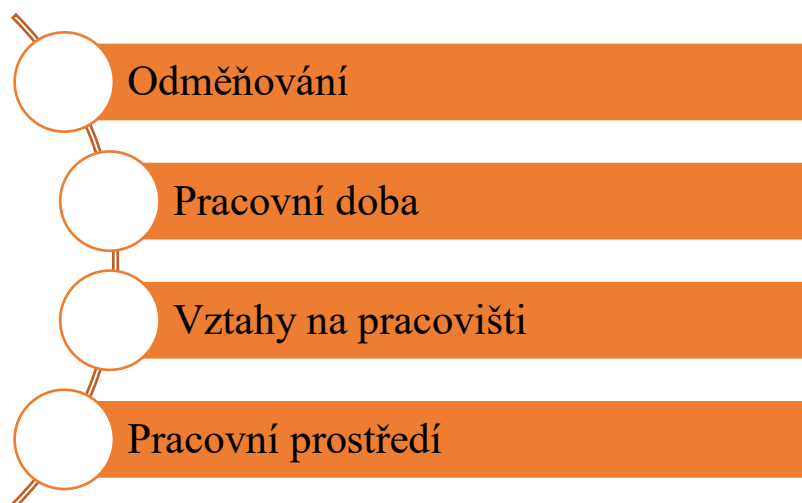 Odměňování
Pracovní doba
Vztahy na pracovišti
Pracovní prostředí